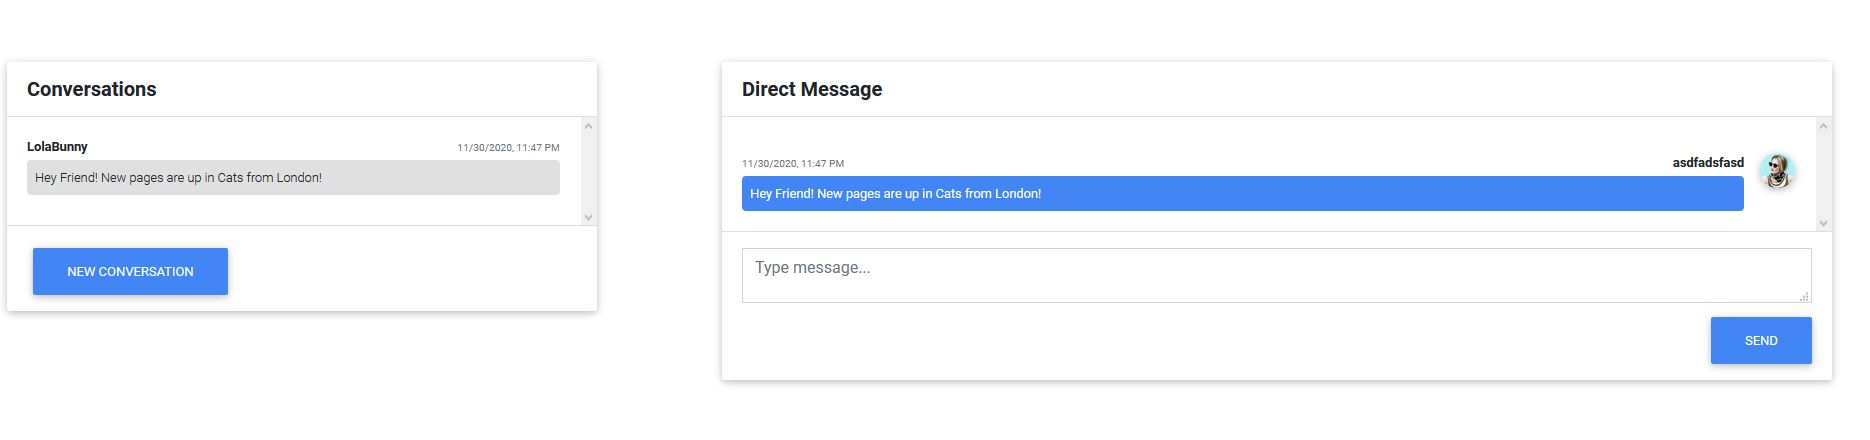 Conversations
LolaBunny 11/30/2020, 11:47 PM
Hey Friend! New pages are up in Cats from London!
NEW CONVERSATION
Direct Message
11/30/2020, 11:47 PM asdfadsfasd
Hey Friend! New pages are up in Cats from London!
Type message...
SEND